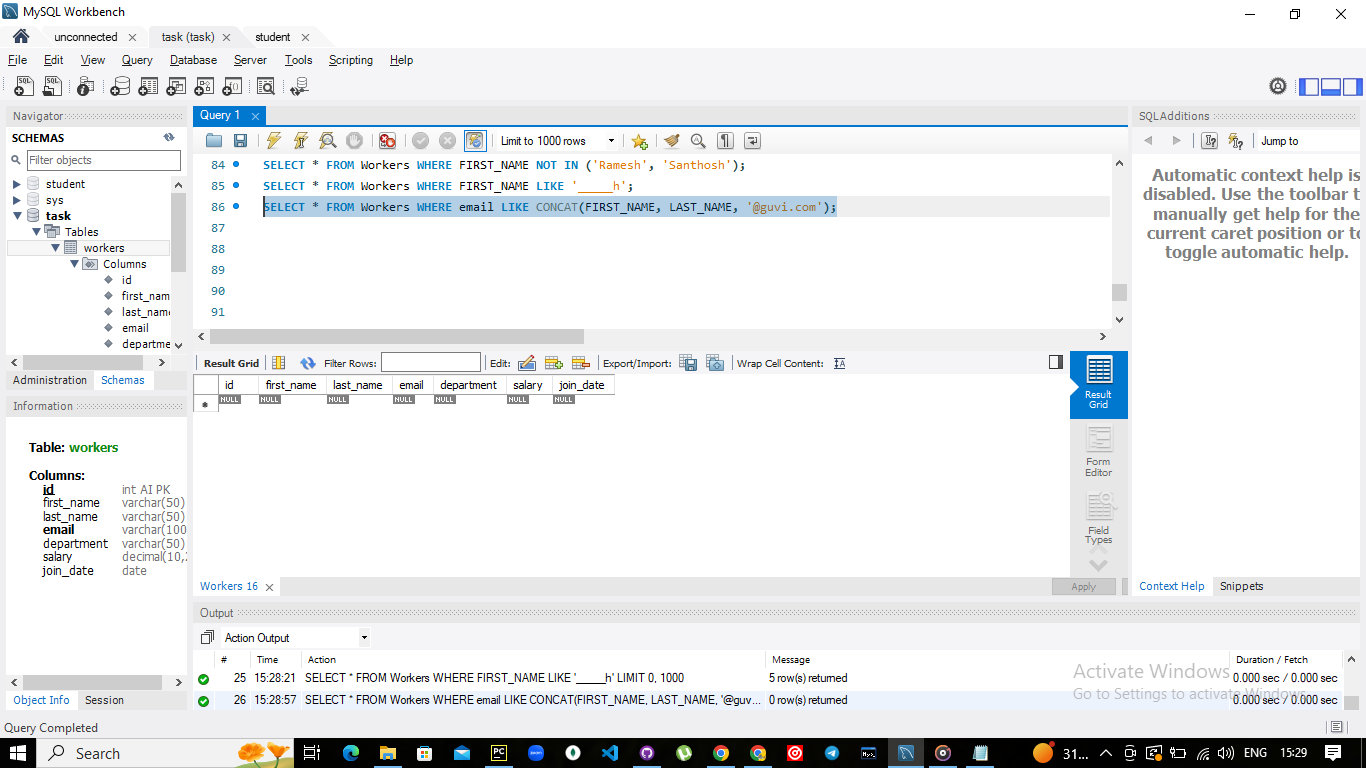 MySQL Workbench
unconnected task (task) student
File Edit View Query Database Server Tools Scripting Help
Navigator
SCHEMAS
Filter objects
student
sys
task
Tables
workers
Columns
id
first_nam
last_name
email
departme
Administration Schemas
Information
Table: workers
Columns:
id int AI PK
first_name varchar(50)
last_name varchar(50)
email varchar(100
department varchar(50)
salary decimal(10,
join_date date
Object Info Session
Query Completed
Query 1
Limit to 1000 rows
84 SELECT * FROM Workers WHERE FIRST_NAME NOT IN ('Ramesh', 'Santhosh');
85 SELECT * FROM Workers WHERE FIRST_NAME LIKE '_____h';
86 SELECT * FROM Workers WHERE email LIKE CONCAT(FIRST_NAME, LAST_NAME, '@guvi.com');
87
88
89
90
91
Result Grid Filter Rows: Edit: Export/Import: Wrap Cell Content:
id first_name last_name email department salary join_date
NULL NULL NULL NULL NULL NULL NULL
Result
Grid
Form
Editor
Field
Types
Workers 16
Apply
SQLAdditions
Jump to
Automatic context help is
disabled. Use the toolbar t
manually get help for the
current caret position or to
toggle automatic help.
Context Help Snippets
Output
Action Output
# Time Action Message Duration / Fetch
25 15:28:21 SELECT * FROM Workers WHERE FIRST_NAME LIKE '_____h' LIMIT 0, 1000 5 row(s) returned 0.000 sec / 0.000 sec
26 15:28:57 SELECT * FROM Workers WHERE email LIKE CONCAT(FIRST_NAME, LAST_NAME, '@guv... 0 row(s) returned 0.000 sec / 0.000 sec
Activate Windows
Go to Settings to activate Windows.
Search
31...
ENG
15:29